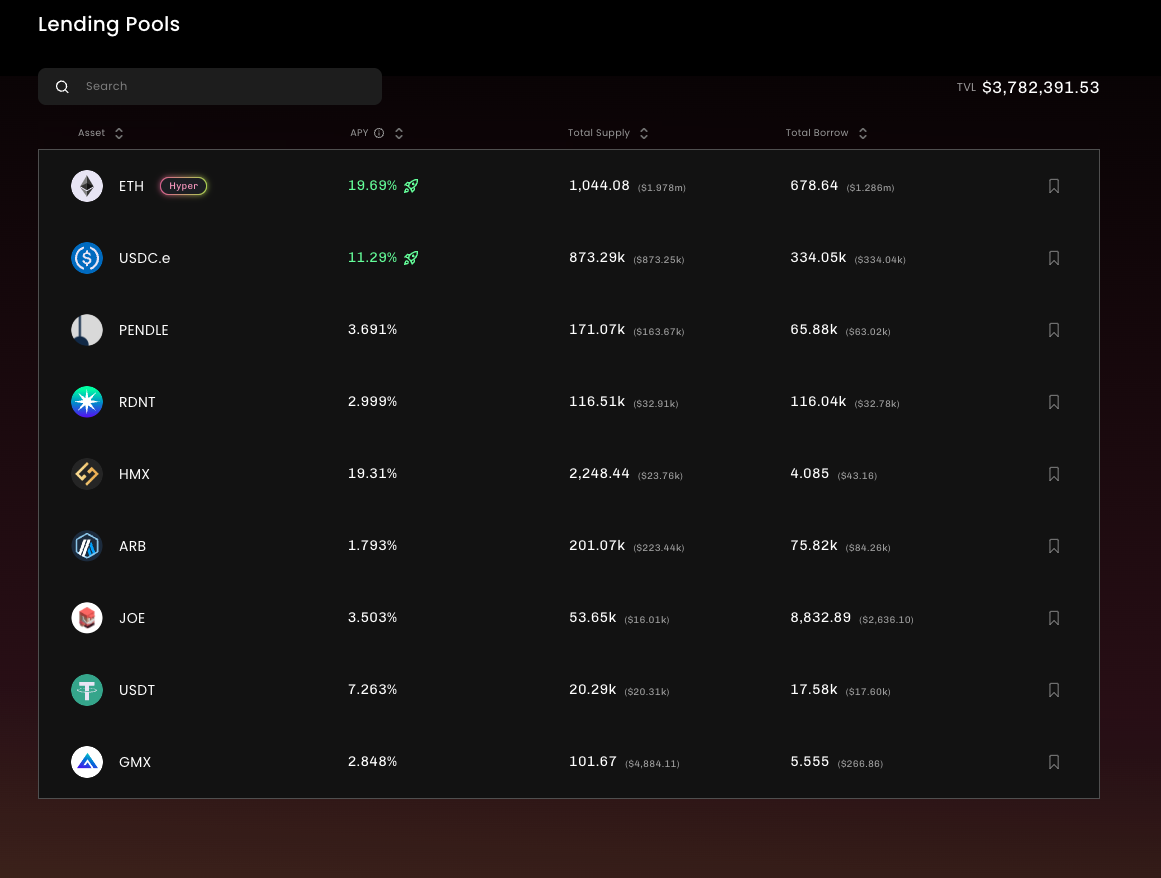 Lending Pools
Search
TVL $3,782,391.53
Asset APY Total Supply Total Borrow
ETH Hyper 19.69% 1,044.08 ($1.978m) 678.64 ($1.286m)
USDC.e 11.29% 873.29k ($873.25k) 334.05k ($334.04k)
PENDLE 3.691% 171.07k ($163.67k) 65.88k ($63.02k)
RDNT 2.999% 116.51k ($32.91k) 116.04k ($32.78k)
HMX 19.31% 2,248.44 ($23.76k) 4.085 ($43.16)
ARB 1.793% 201.07k ($223.44k) 75.82k ($84.26k)
JOE 3.503% 53.65k ($16.01k) 8,832.89 ($2,636.10)
USDT 7.263% 20.29k ($20.31k) 17.58k ($17.60k)
GMX 2.848% 101.67 ($4,884.11) 5.555 ($266.86)